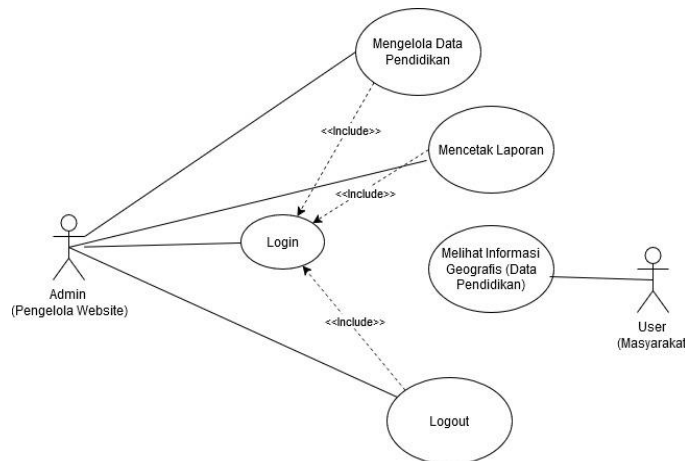 Mengelola Data
Pendidikan
<<Include>>
Mencetak Laporan
<<Include>>
Login
Melihat Informasi
Geografis (Data
Pendidikan)
Admin
(Pengelola Website)
<<Include>>
User
(Masyarakat
Logout